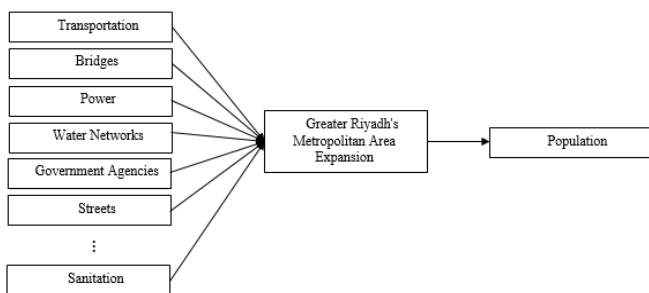 Transportation
Bridges
Power
Water Networks
Government Agencies
Streets
⋮
Sanitation
Greater Riyadh's
Metropolitan Area
Expansion
Population